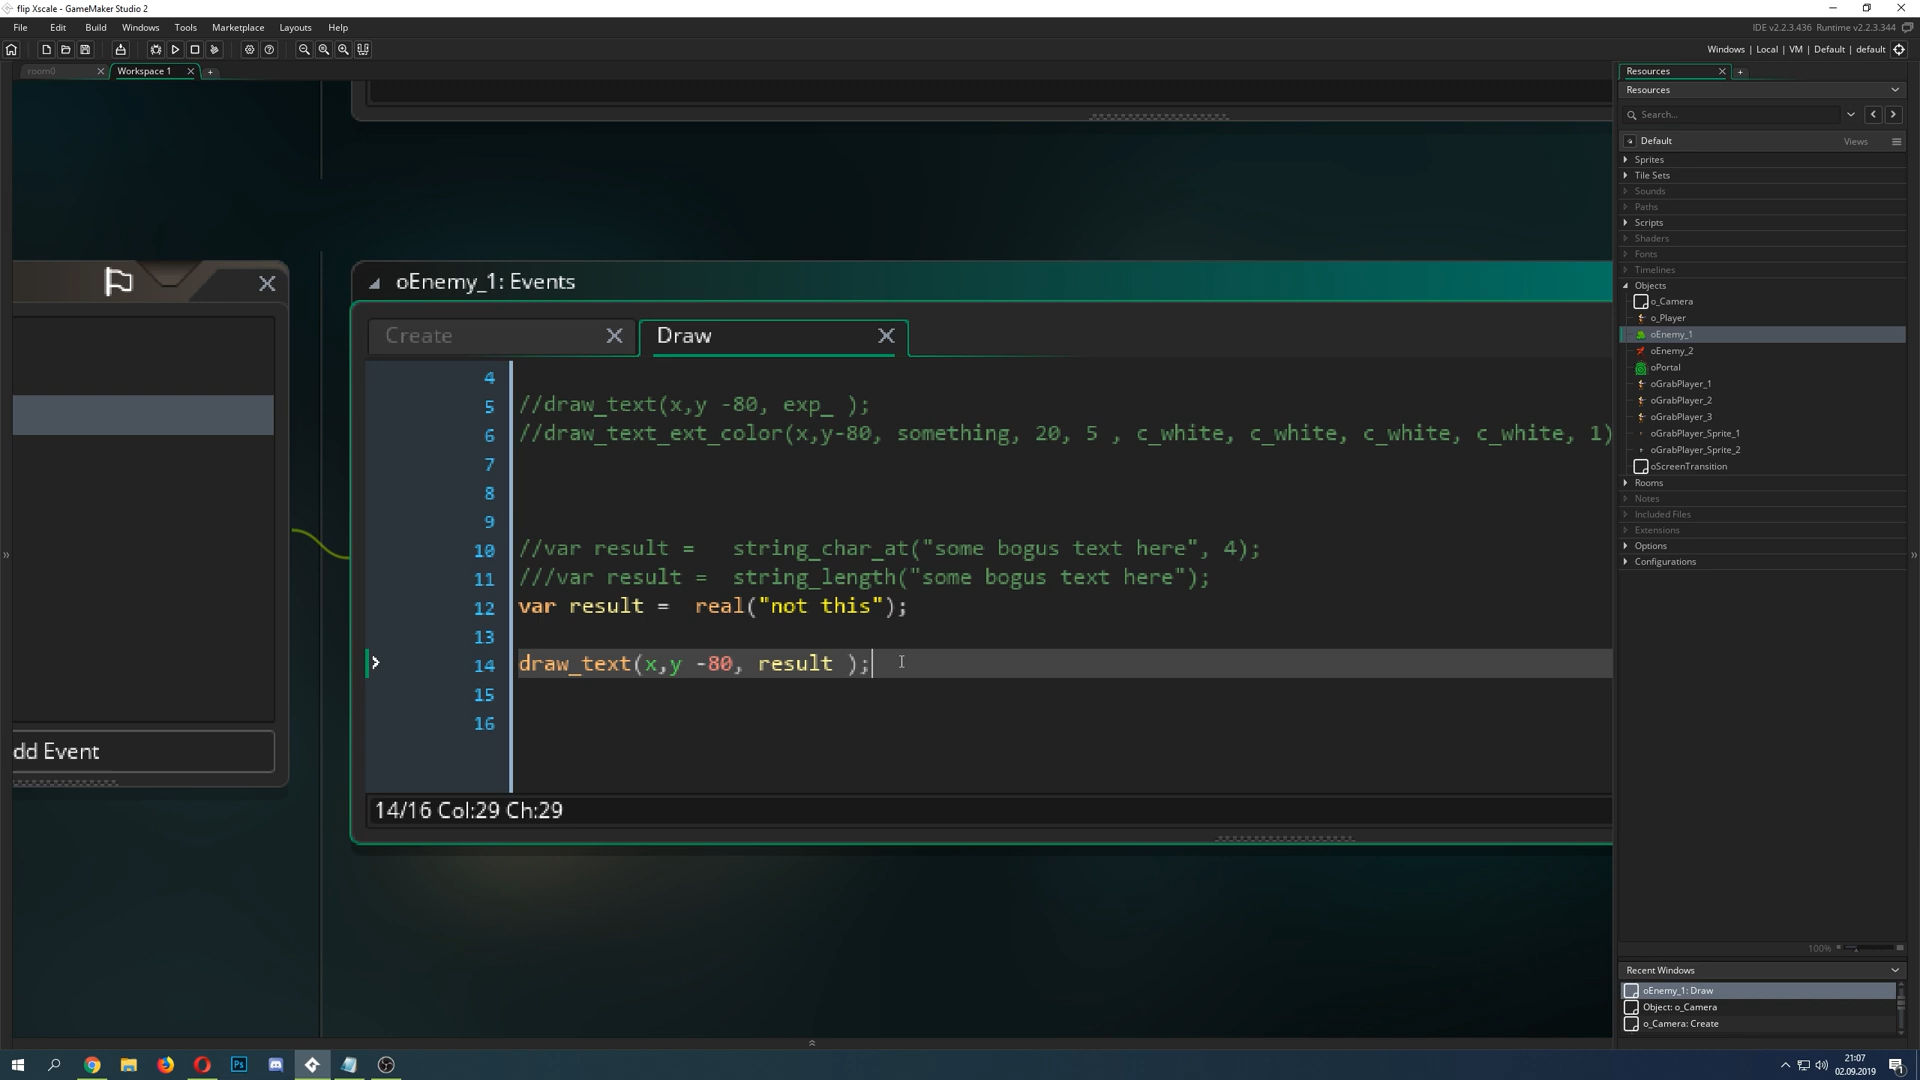 flip Xscale - GameMaker Studio 2
File Edit Build Windows Tools Marketplace Layouts Help
IDE v2.2.3.436 Runtime v2.2.3.344
Windows | Local | VM | Default | default
room0
Workspace 1
Resources
Resources
Search...
Default
Views
Sprites
Tile Sets
Sounds
Paths
Scripts
Shaders
Fonts
Timelines
Objects
o_Camera
o_Player
oEnemy_1
oEnemy_2
oPortal
oGrabPlayer_1
oGrabPlayer_2
oGrabPlayer_3
oGrabPlayer_Sprite_1
oGrabPlayer_Sprite_2
oScreenTransition
Rooms
Notes
Included Files
Extensions
Options
Configurations
100%
Recent Windows
oEnemy_1: Draw
Object: o_Camera
o_Camera: Create
dd Event
oEnemy_1: Events
Create
Draw
4
5 //draw_text(x,y -80, exp_ );
6 //draw_text_ext_color(x,y-80, something, 20, 5 , c_white, c_white, c_white, c_white, 1)
7
8
9
10 //var result = string_char_at("some bogus text here", 4);
11 ///var result = string_length("some bogus text here");
12 var result = real("not this");
13
14 draw_text(x,y -80, result );
15
16
14/16 Col:29 Ch:29
Ps
21:07
02.09.2019
1